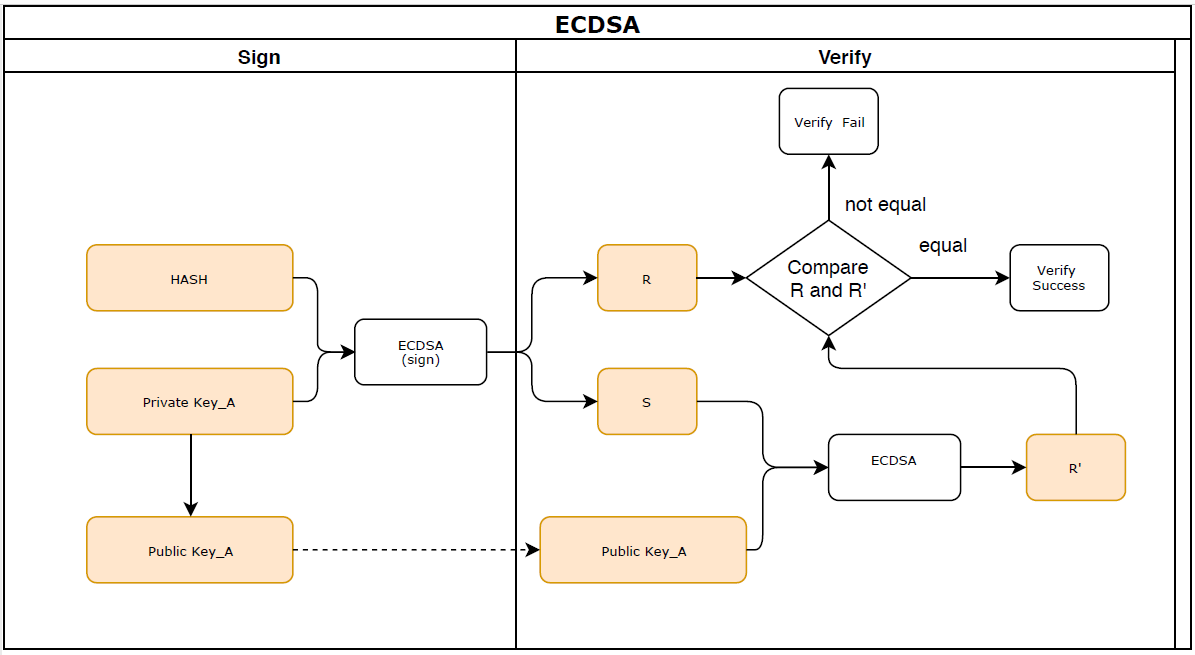 ECDSA
Sign
Verify
Verify Fail
not equal
equal
HASH
R
Compare
R and R'
Verify
Success
ECDSA
(sign)
Private Key_A
S
ECDSA
R'
Public Key_A
Public Key_A